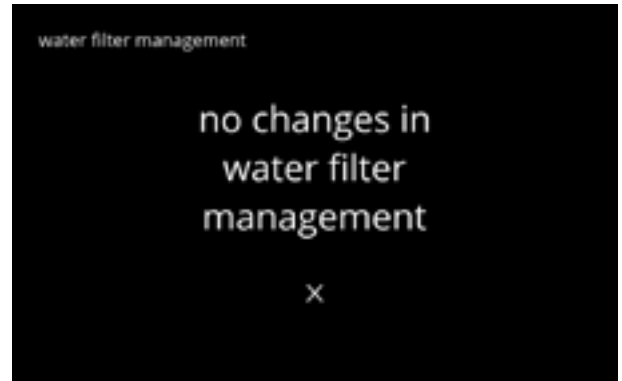 water filter management
no changes in
water filter
management
x